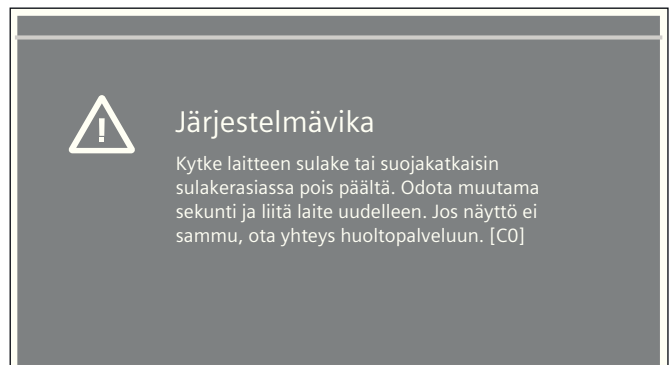 Järjestelmävika
Kytke laitteen sulake tai suojakatkaisin
sulakerasiassa pois päältä. Odota muutama
sekunti ja liitä laite uudelleen. Jos näyttö ei
sammu, ota yhteys huoltopalveluun. [C0]